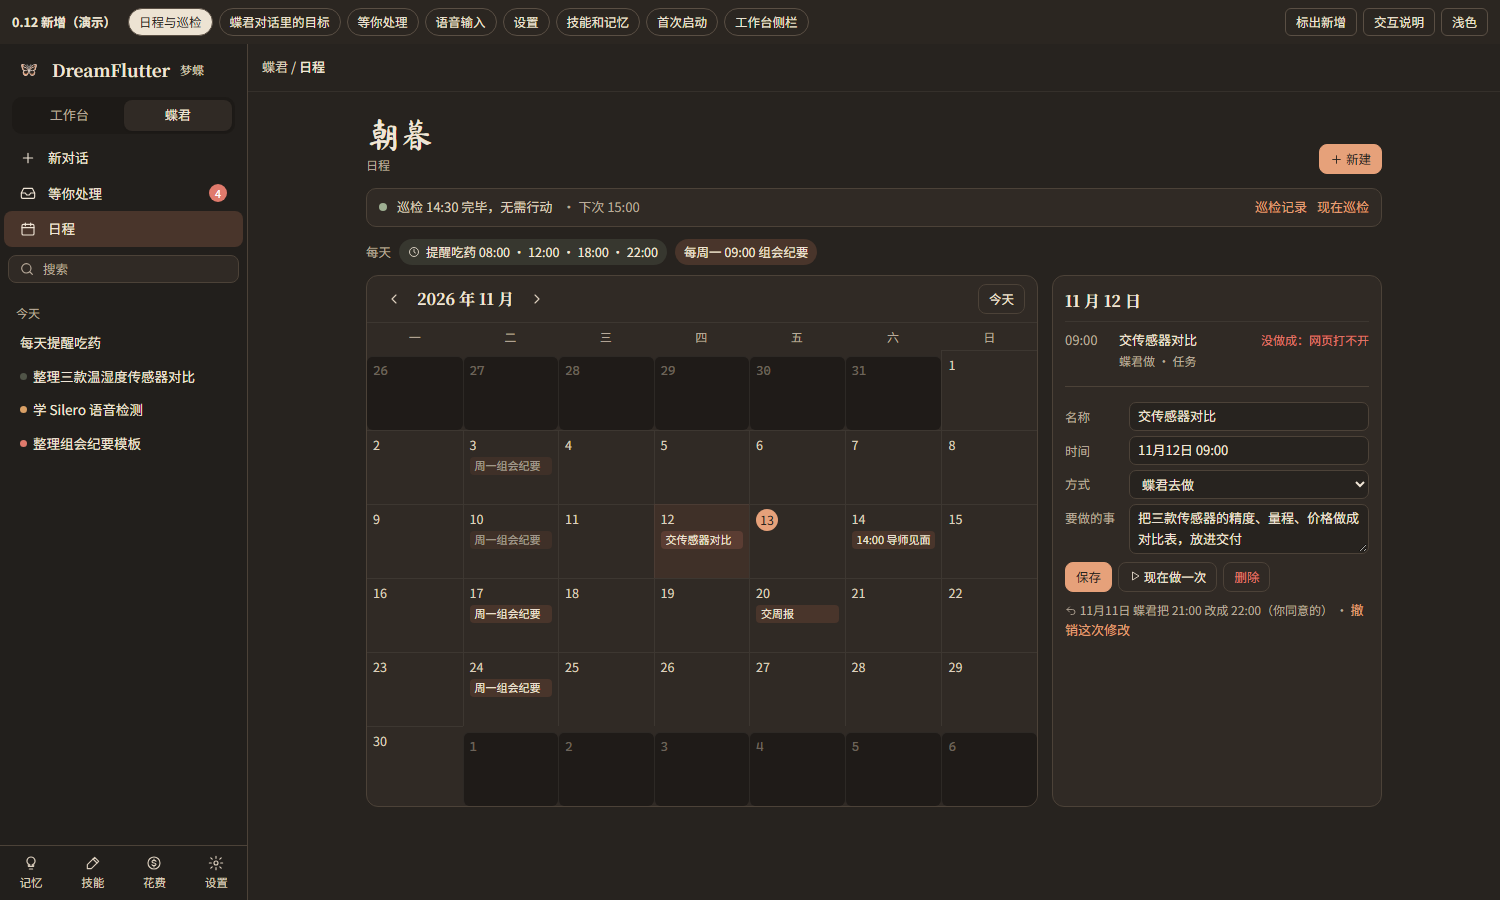 0.12 新增（演示） 日程与巡检 蝶君对话里的目标 等你处理 语音输入 设置 技能和记忆 首次启动 工作台侧栏 标出新增 交互说明 浅色
DreamFlutter 梦蝶
工作台 蝶君
新对话
等你处理 4
日程
搜索
今天
每天提醒吃药
整理三款温湿度传感器对比
学 Silero 语音检测
整理组会纪要模板
记忆 技能 花费 设置
蝶君 / 日程
朝暮
日程
新建
巡检 14:30 完毕，无需行动 · 下次 15:00 巡检记录 现在巡检
每天 提醒吃药 08:00 · 12:00 · 18:00 · 22:00 每周一 09:00 组会纪要
2026 年 11 月 今天
一 二 三 四 五 六 日
26 27 28 29 30 31 1
2 3 4 5 6 7 8
周一组会纪要
9 10 11 12 13 14 15
周一组会纪要 交传感器对比 14:00 导师见面
16 17 18 19 20 21 22
周一组会纪要 交周报
23 24 25 26 27 28 29
周一组会纪要
30 1 2 3 4 5 6
11 月 12 日
09:00 交传感器对比 没做成：网页打不开
蝶君做 · 任务
名称 交传感器对比
时间 11月12日 09:00
方式 蝶君去做
要做的事 把三款传感器的精度、量程、价格做成
对比表，放进交付
保存 现在做一次 删除
11月11日 蝶君把 21:00 改成 22:00（你同意的） · 撤
销这次修改